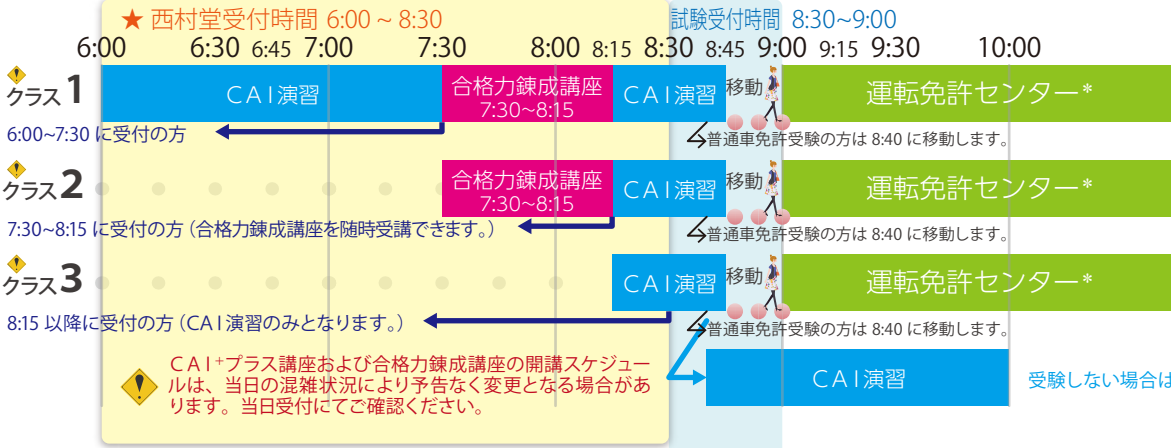 ★ 西村堂受付時間 6:00 ~ 8:30
試験受付時間 8:30~9:00
6:00 6:30 6:45 7:00 7:30 8:00 8:15 8:30 8:45 9:00 9:15 9:30 10:00
クラス 1
CAI演習
合格力錬成講座
7:30~8:15
CAI演習
移動
運転免許センター*
6:00~7:30 に受付の方
普通車免許受験の方は 8:40 に移動します。
クラス 2
合格力錬成講座
7:30~8:15
CAI演習
移動
運転免許センター*
7:30~8:15 に受付の方(合格力錬成講座を随時受講できます。)
普通車免許受験の方は 8:40 に移動します。
クラス 3
CAI演習
移動
運転免許センター*
8:15 以降に受付の方(CAI演習のみとなります。)
普通車免許受験の方は 8:40 に移動します。
CAI+プラス講座および合格力錬成講座の開講スケジュー
ルは、当日の混雑状況により予告なく変更となる場合があ
ります。当日受付にてご確認ください。
CAI演習
受験しない場合は